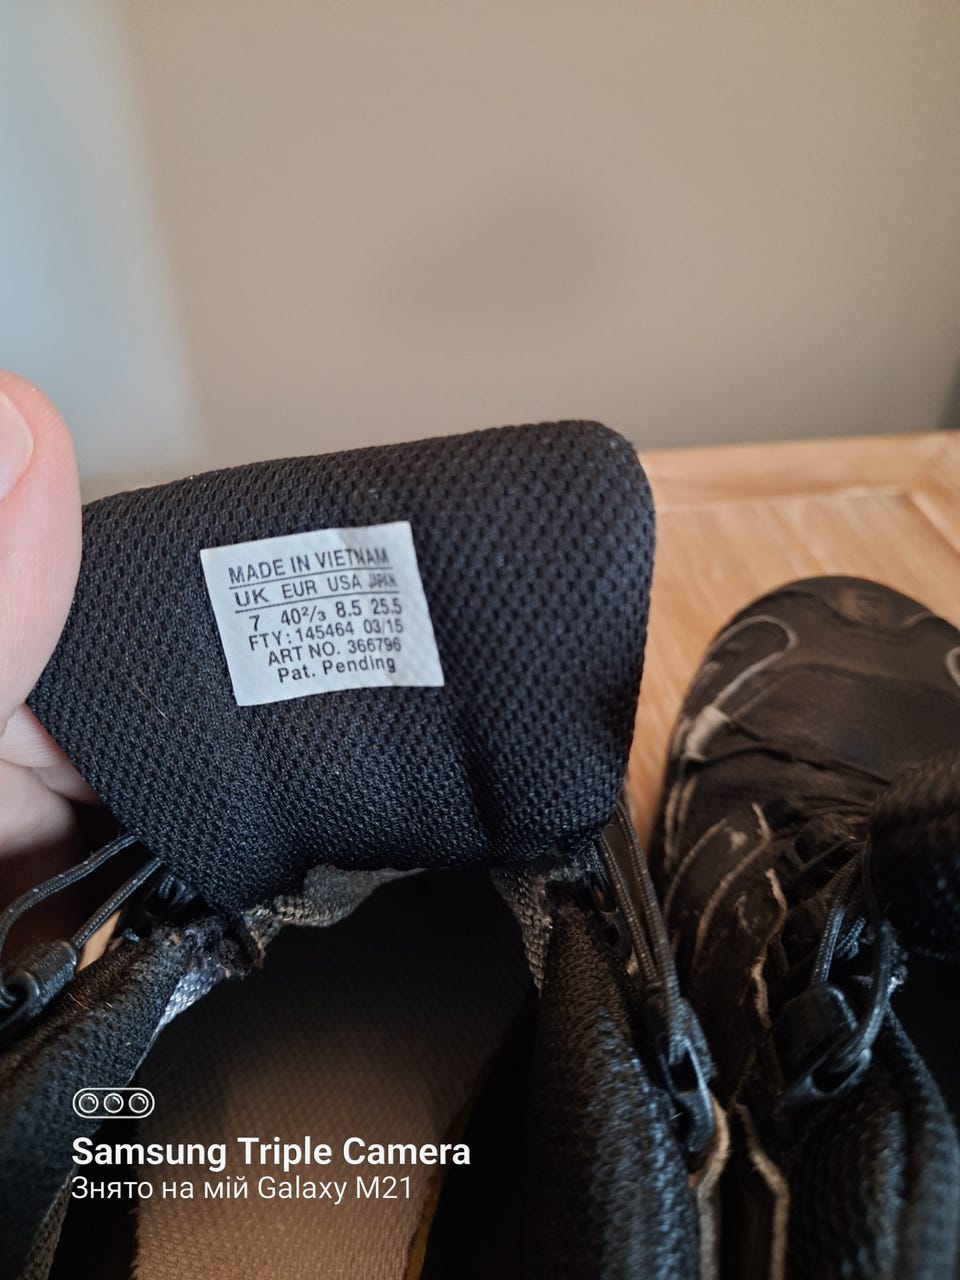 MADE IN VIETNAM
UK EUR USA JAPAN
7 40⅔ 8.5 25.5
FTY: 145464 03/15
ART NO. 366796
Pat. Pending
Samsung Triple Camera
Знято на мій Galaxy M21